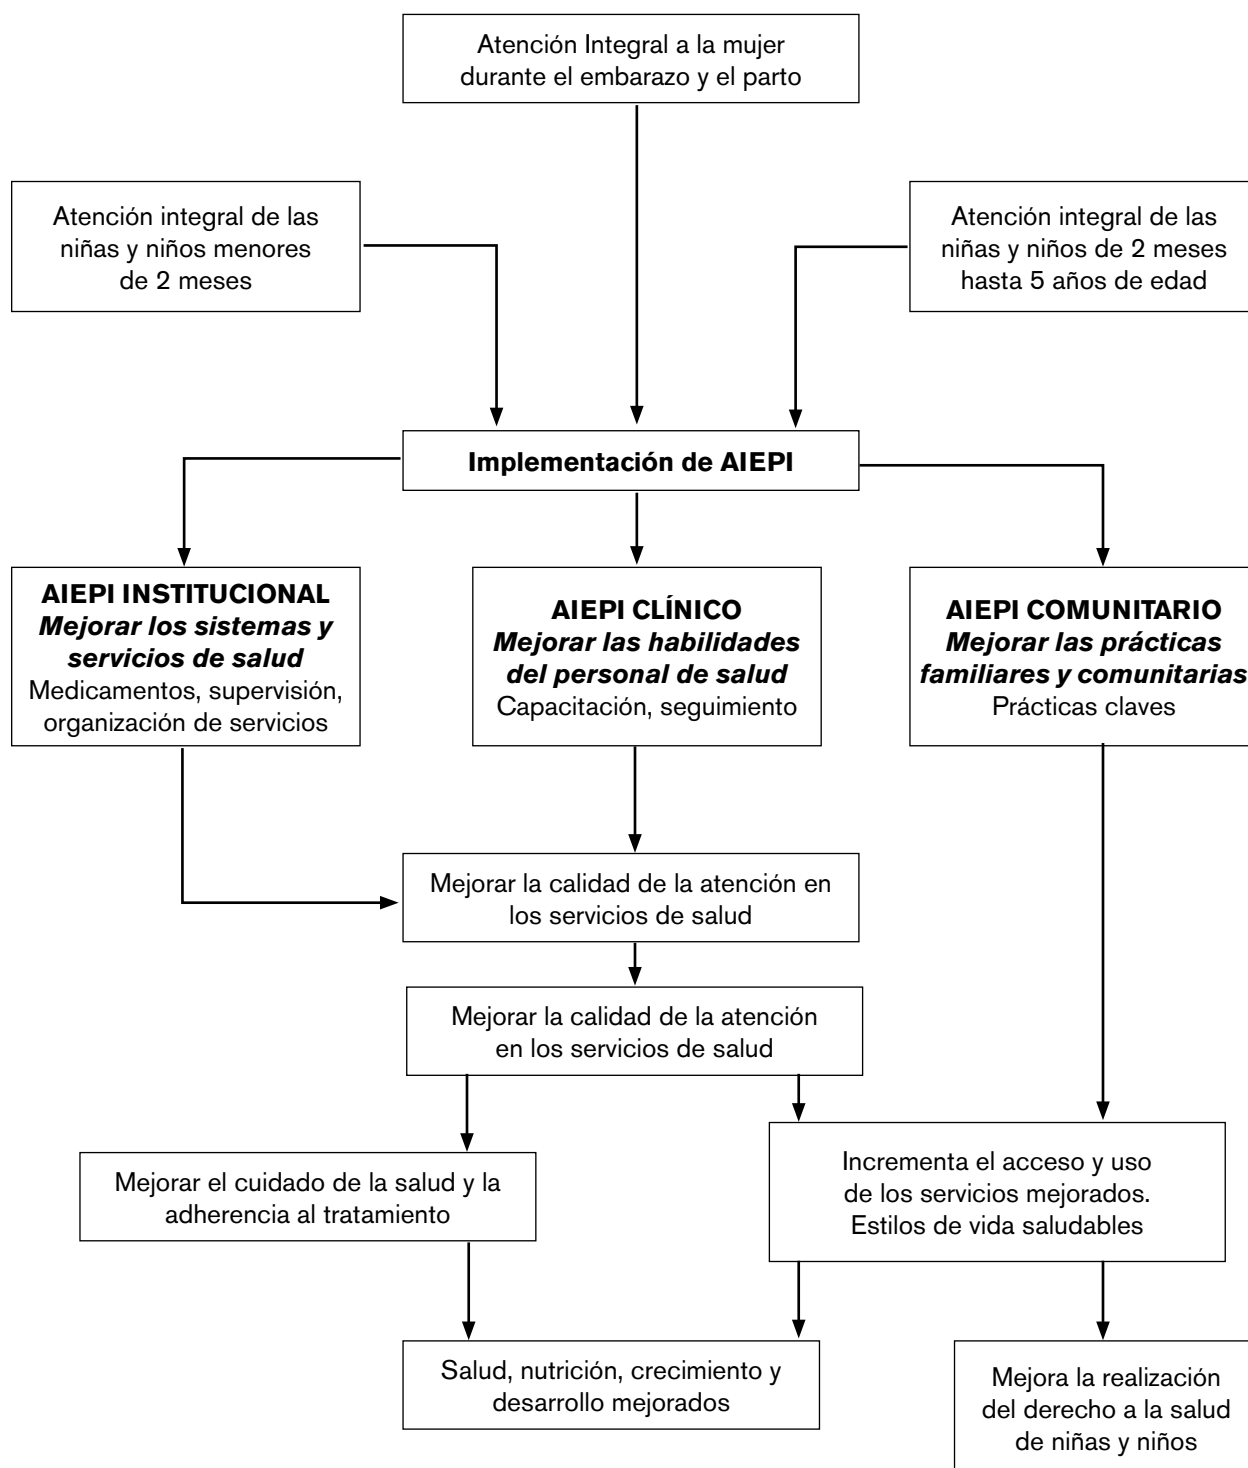 Atención Integral a la mujer
durante el embarazo y el parto
Atención integral de las
niñas y niños menores
de 2 meses
Atención integral de las
niñas y niños de 2 meses
hasta 5 años de edad
Implementación de AIEPI
AIEPI INSTITUCIONAL
Mejorar los sistemas y
servicios de salud
Medicamentos, supervisión,
organización de servicios
AIEPI CLÍNICO
Mejorar las habilidades
del personal de salud
Capacitación, seguimiento
AIEPI COMUNITARIO
Mejorar las prácticas
familiares y comunitarias
Prácticas claves
Mejorar la calidad de la atención en
los servicios de salud
Mejorar la calidad de la atención
en los servicios de salud
Mejorar el cuidado de la salud y la
adherencia al tratamiento
Incrementa el acceso y uso
de los servicios mejorados.
Estilos de vida saludables
Salud, nutrición, crecimiento y
desarrollo mejorados
Mejora la realización
del derecho a la salud
de niñas y niños